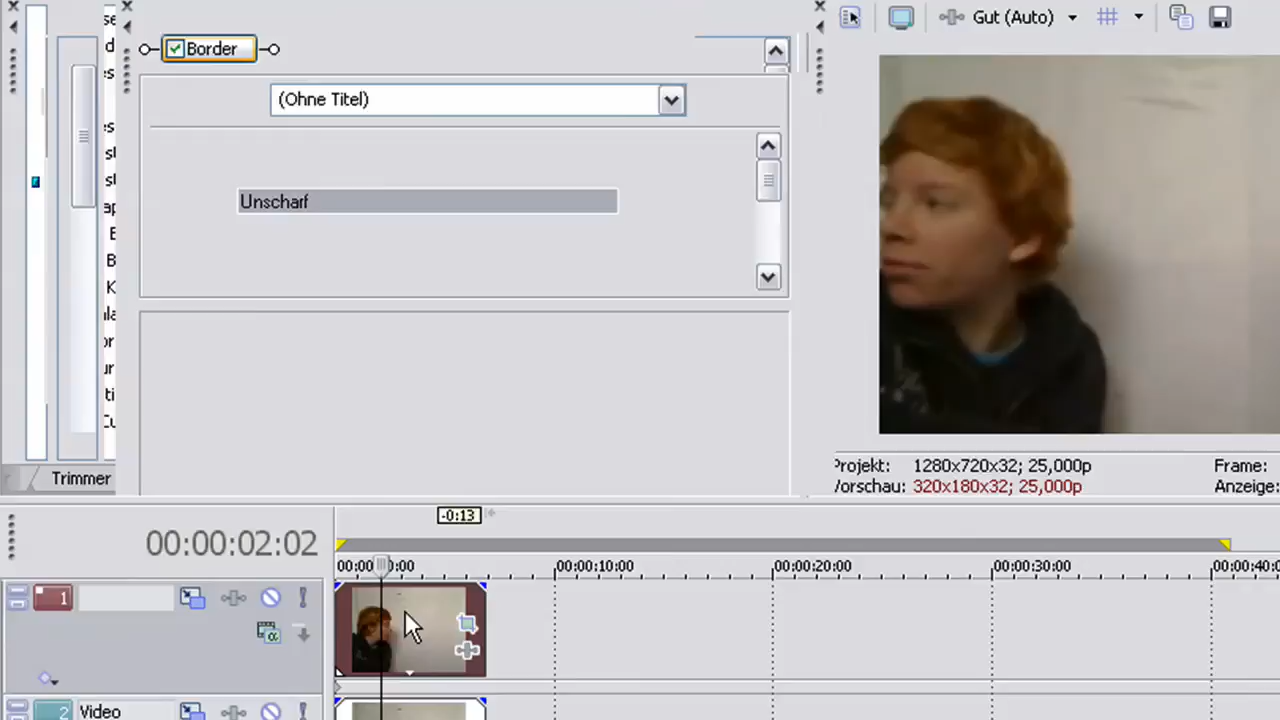 Gut (Auto)
Border
(Ohne Titel)
Unscharf
Trimmer
Projekt: 1280x720x32; 25,000p
Frame:
Vorschau: 320x180x32; 25,000p
Anzeige:
-0:13
00:00:02:02
00:00:10:00
00:00:20:00
00:00:30:00
00:00:40:0
1
2 Video